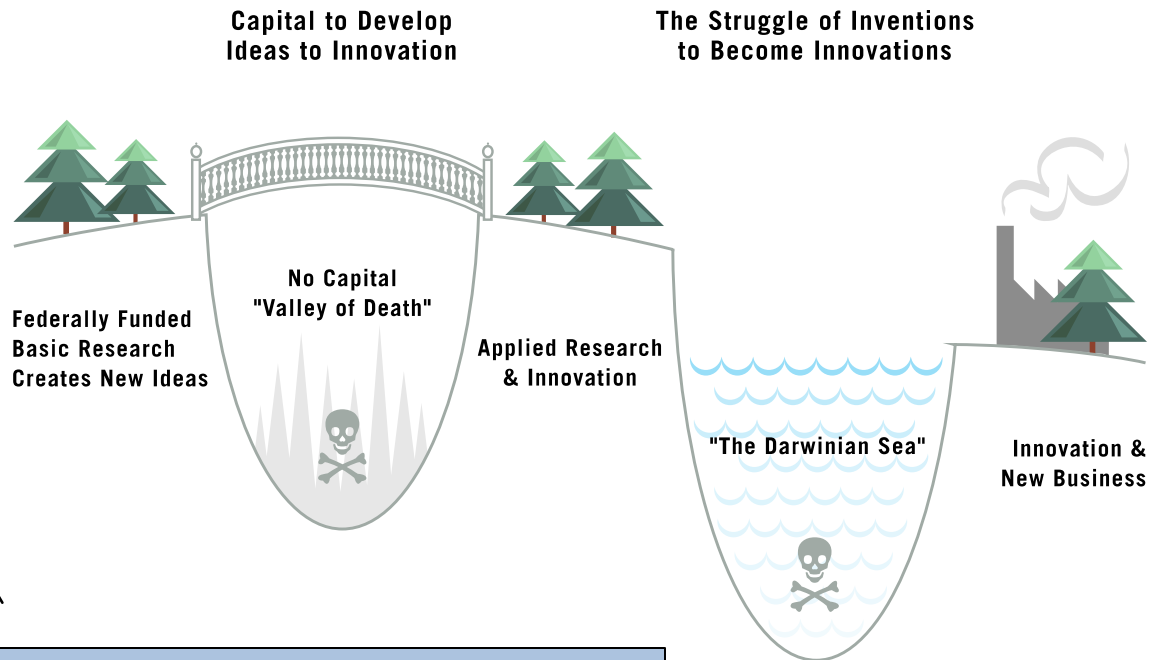 Capital to Develop
Ideas to Innovation
The Struggle of Inventions
to Become Innovations
No Capital
"Valley of Death"
Federally Funded
Basic Research
Creates New Ideas
Applied Research
& Innovation
"The Darwinian Sea"
Innovation &
New Business